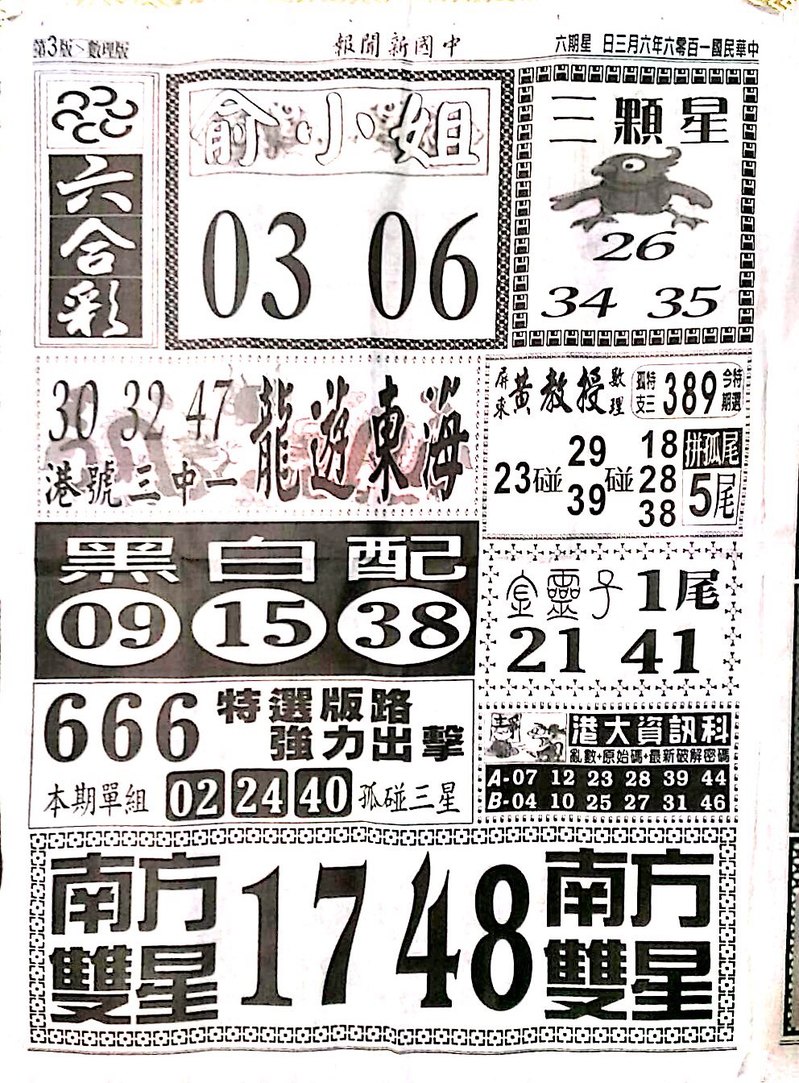 第3版、數理版
報聞新國中
六期星 日三月六年六零百一國民華中
六合彩
俞小姐
03 06
三顆星
26
34 35
30 32 47
港號三中一
龍遊東海
屏東黃教授數理
孤特支三 389 今特期選
23碰
29
39
碰
18
28
38
拼孤尾
5尾
黑白配
09 15 38
金靈子 1尾
21 41
666 特選版路
強力出擊
本期單組 02 24 40 孤碰三星
港大資訊科
亂數+原始碼+最新破解密碼
A-07 12 23 28 39 44
B-04 10 25 27 31 46
南方雙星
17 48
南方雙星